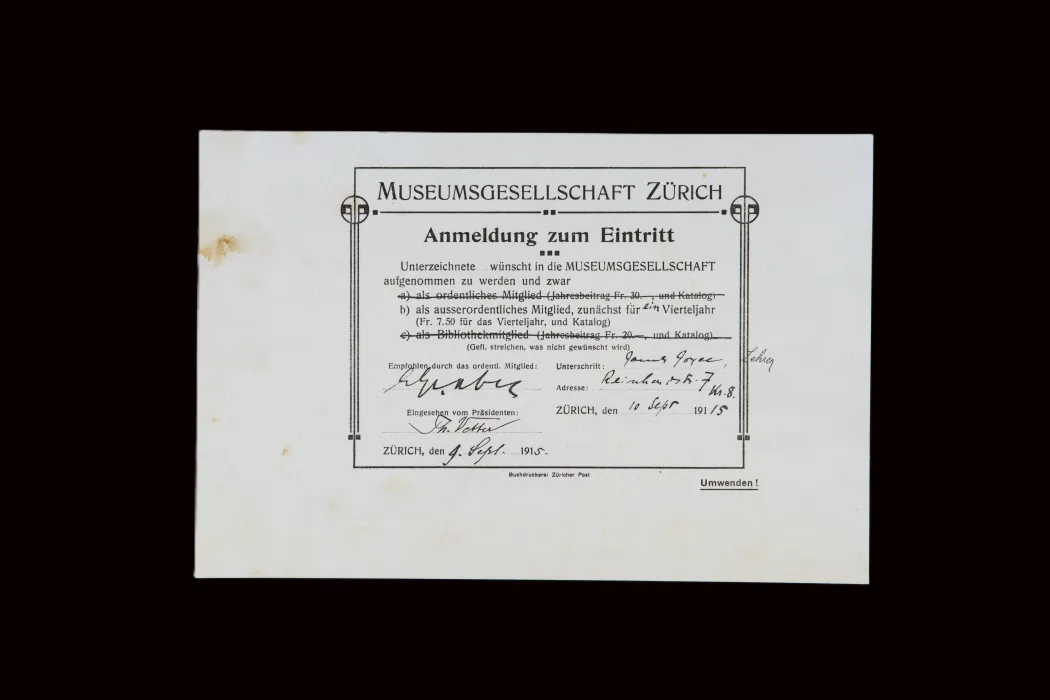 MUSEUMSGESELLSCHAFT ZÜRICH
Anmeldung zum Eintritt
Unterzeichnete wünscht in die MUSEUMSGESELLSCHAFT
aufgenommen zu werden und zwar
a) als ordentliches Mitglied (Jahresbeitrag Fr. 30.—, und Katalog)
b) als ausserordentliches Mitglied, zunächst für ein Vierteljahr
(Fr. 7.50 für das Vierteljahr, und Katalog)
c) als Bibliothekmitglied (Jahresbeitrag Fr. 20.—, und Katalog)
(Gefl. streichen, was nicht gewünscht wird)
Empfohlen durch das ordentl. Mitglied:
Unterschrift: James Joyce, Lehrer
Adresse: Reinhardstr. 7
Kr. 8.
ZÜRICH, den 10 Sept 191 15
Eingesehen vom Präsidenten:
Th. Vetter
ZÜRICH, den 9. Sept. 1915.
Buchdruckerei Züricher Post
Umwenden!